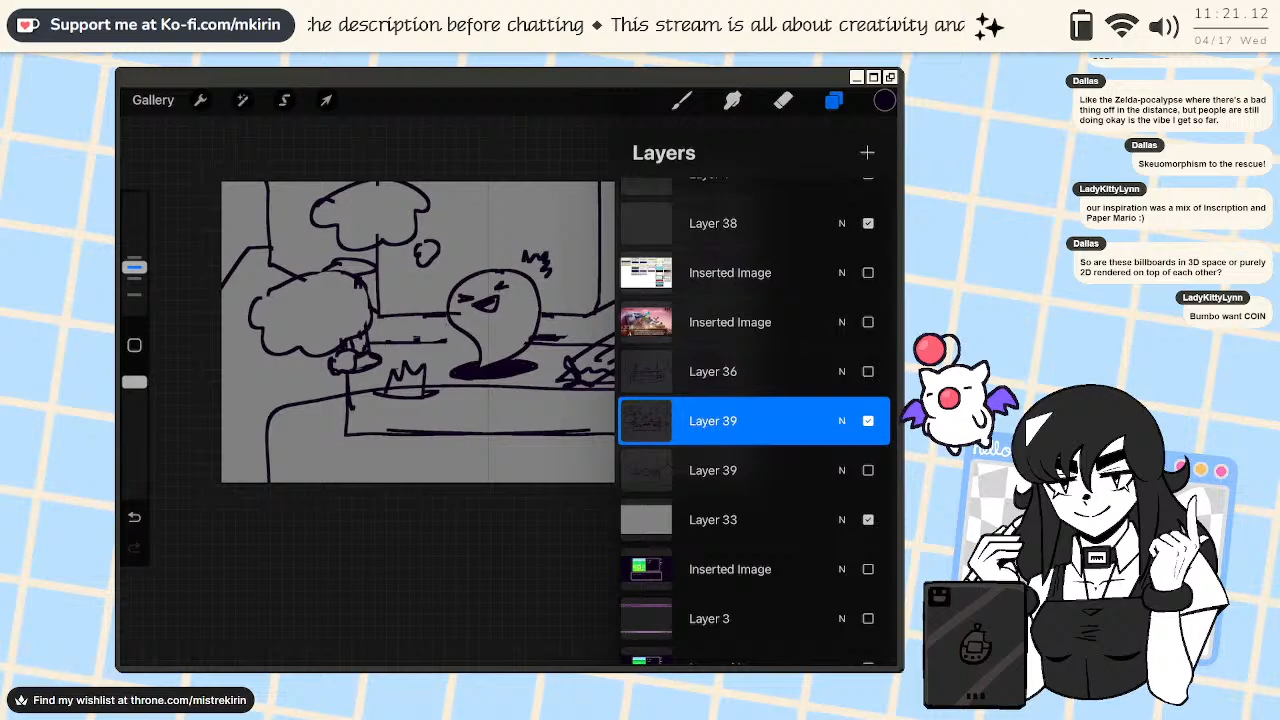 Support me at Ko-fi.com/mkirin
the description before chatting ◆ This stream is all about creativity and
11:21.12
04/17 Wed
Gallery
Layers
Layer 38
N
Inserted Image
N
Inserted Image
N
Layer 36
N
Layer 39
N
Layer 39
N
Layer 33
N
Inserted Image
N
Layer 3
N
Dallas
Like the Zelda-pocalypse where there's a bad
thing off in the distance, but people are still
doing okay is the vibe I get so far.
Dallas
Skeuomorphism to the rescue!
LadyKittyLynn
our inspiration was a mix of Inscription and
Paper Mario :)
Dallas
So are these billboards in 3D space or purely
2D rendered on top of each other?
LadyKittyLynn
Bumbo want COIN
hello
Find my wishlist at throne.com/mistrekirin